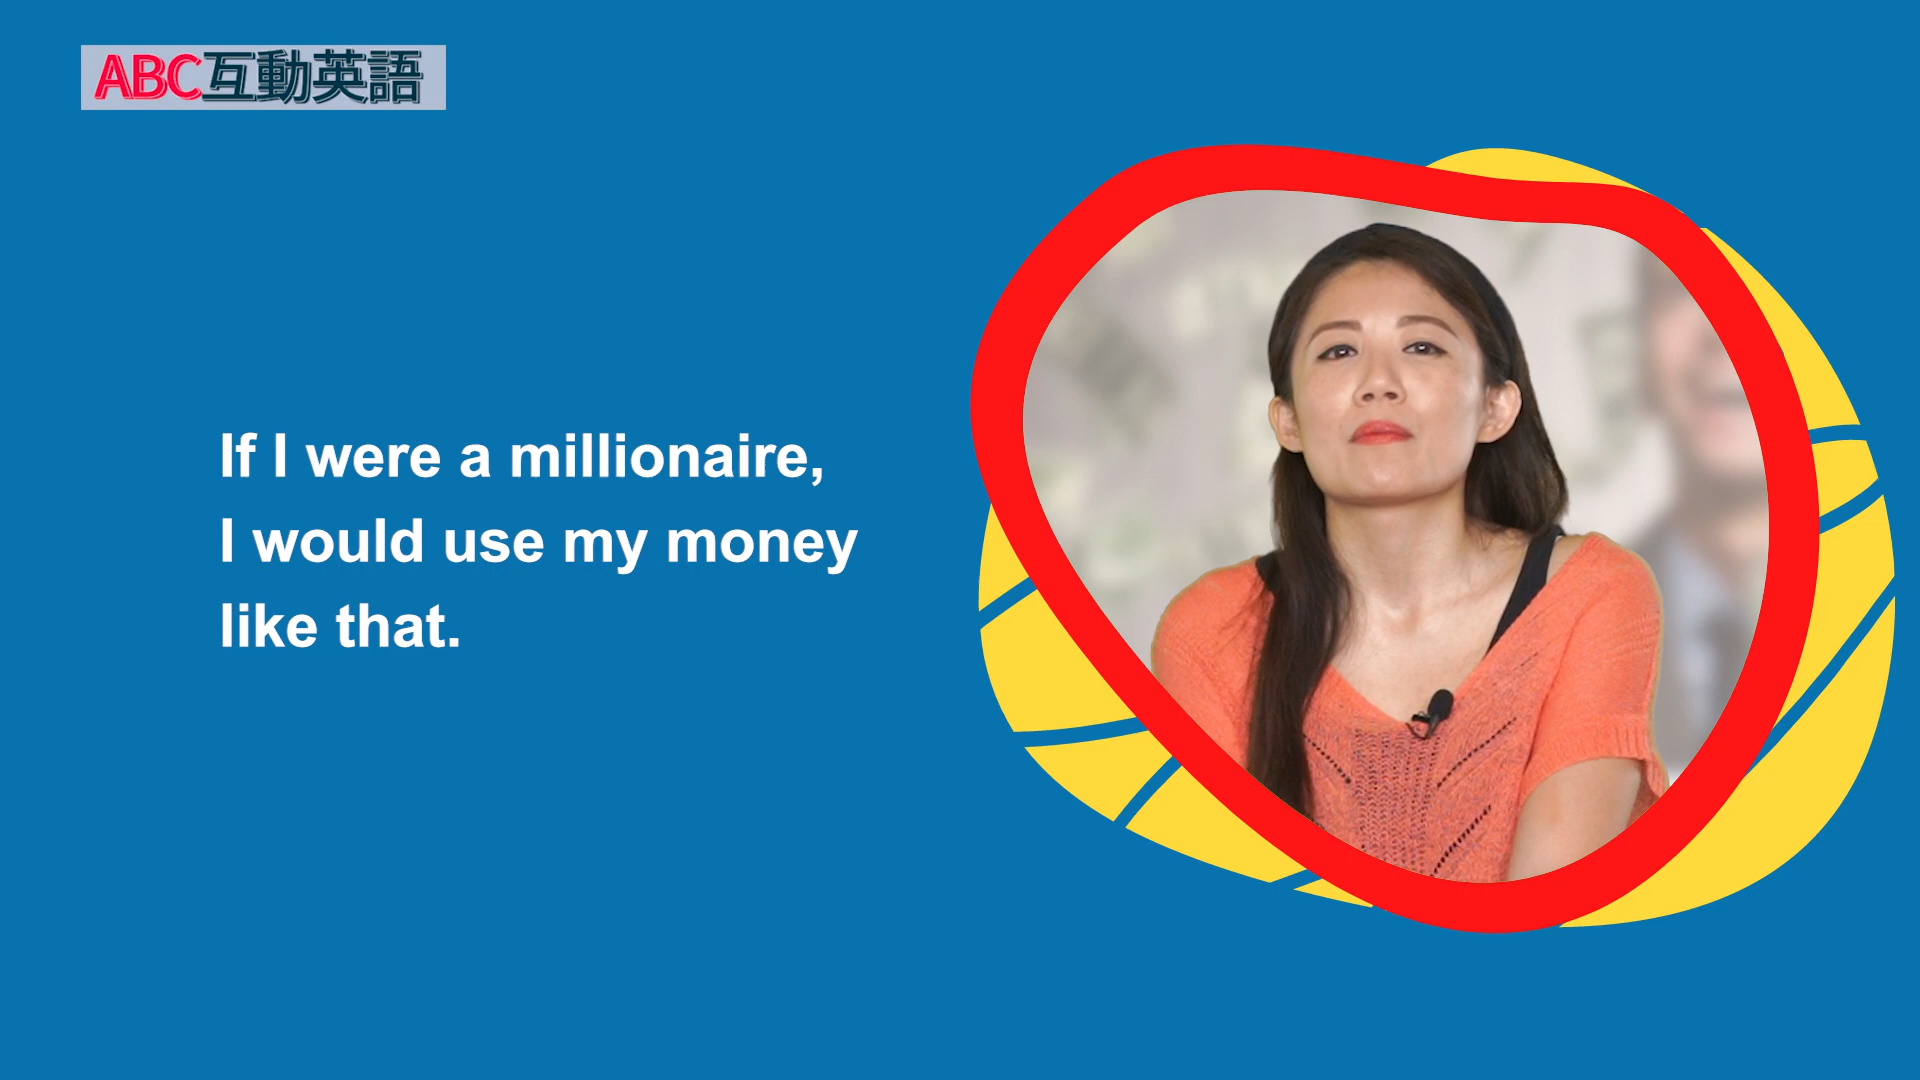 ABC互動英語
If I were a millionaire,
I would use my money
like that.